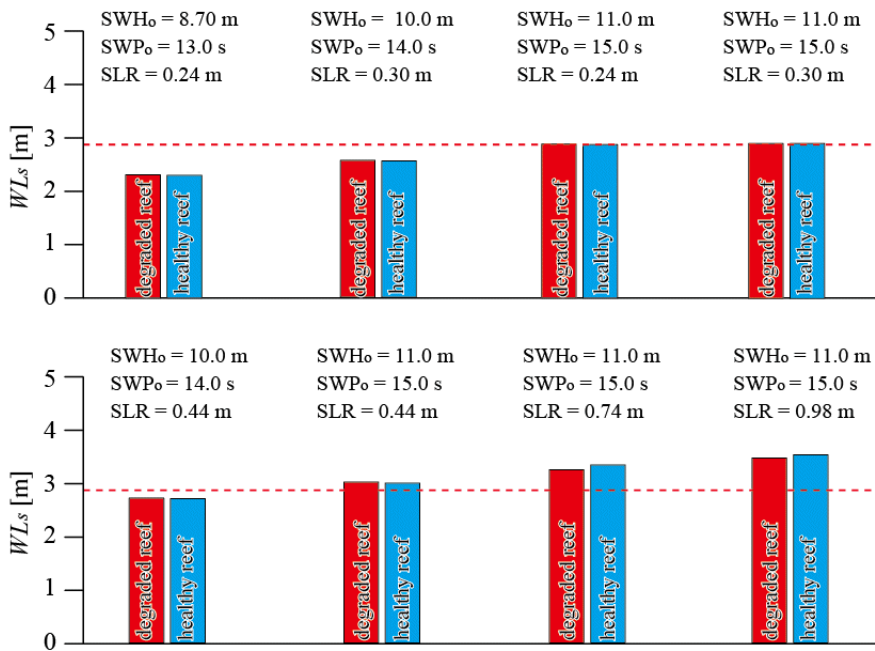 SWHo = 8.70 m
SWPo = 13.0 s
SLR = 0.24 m
SWHo = 10.0 m
SWPo = 14.0 s
SLR = 0.30 m
SWHo = 11.0 m
SWPo = 15.0 s
SLR = 0.24 m
SWHo = 11.0 m
SWPo = 15.0 s
SLR = 0.30 m
WLs [m]
5
4
3
2
1
0
degraded reef
healthy reef
degraded reef
healthy reef
degraded reef
healthy reef
degraded reef
healthy reef
SWHo = 10.0 m
SWPo = 14.0 s
SLR = 0.44 m
SWHo = 11.0 m
SWPo = 15.0 s
SLR = 0.44 m
SWHo = 11.0 m
SWPo = 15.0 s
SLR = 0.74 m
SWHo = 11.0 m
SWPo = 15.0 s
SLR = 0.98 m
WLs [m]
5
4
3
2
1
0
degraded reef
healthy reef
degraded reef
healthy reef
degraded reef
healthy reef
degraded reef
healthy reef